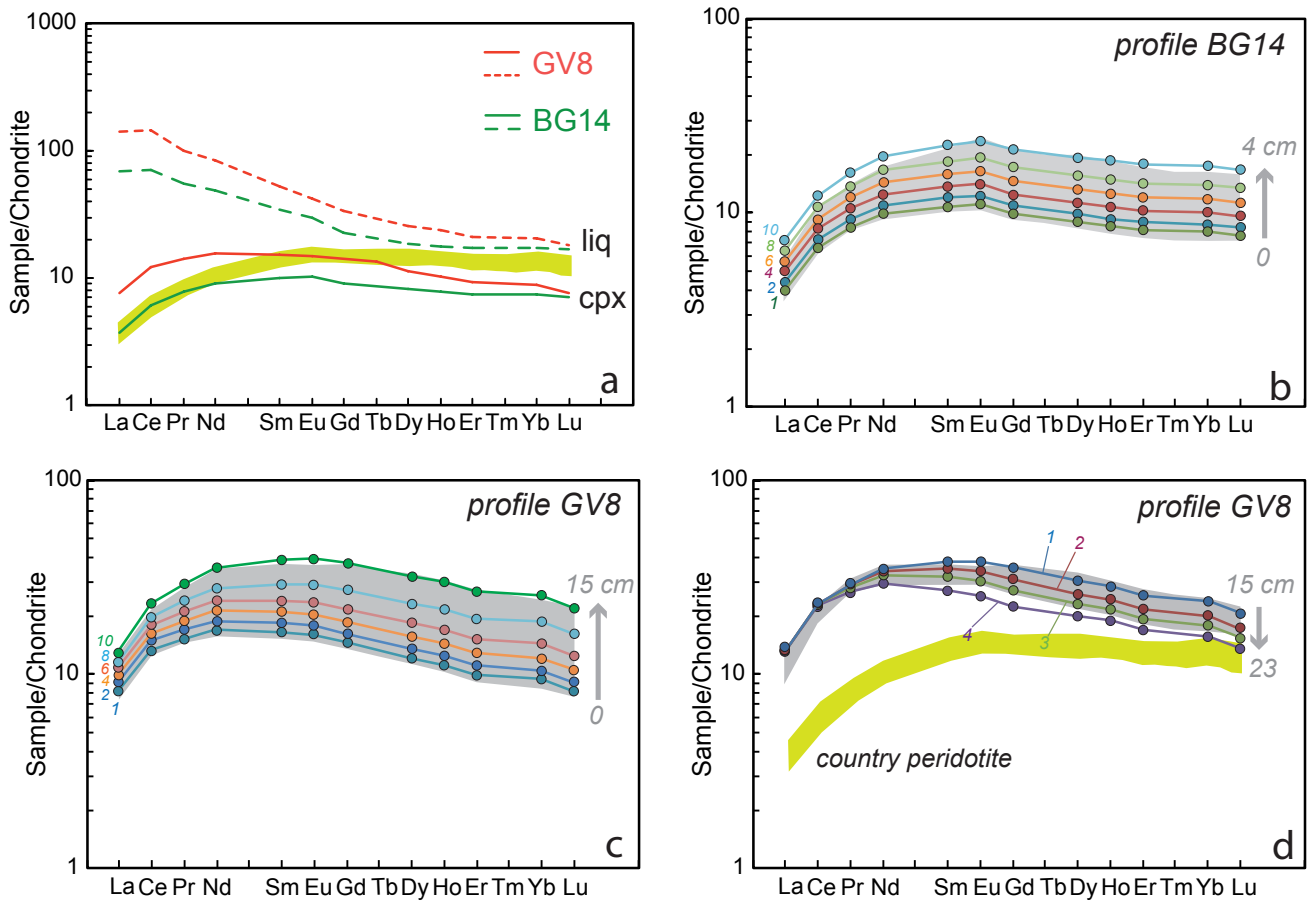 1000
100
10
1
Sample/Chondrite
GV8
BG14
liq
cpx
a
La Ce Pr Nd Sm Eu Gd Tb Dy Ho Er Tm Yb Lu
100
10
1
Sample/Chondrite
profile BG14
4 cm
0
10
8
6
4
2
1
b
La Ce Pr Nd Sm Eu Gd Tb Dy Ho Er Tm Yb Lu
100
10
1
Sample/Chondrite
profile GV8
15 cm
0
10
8
6
4
2
1
c
La Ce Pr Nd Sm Eu Gd Tb Dy Ho Er Tm Yb Lu
100
10
1
Sample/Chondrite
profile GV8
1
2
15 cm
4
3
23
country peridotite
d
La Ce Pr Nd Sm Eu Gd Tb Dy Ho Er Tm Yb Lu